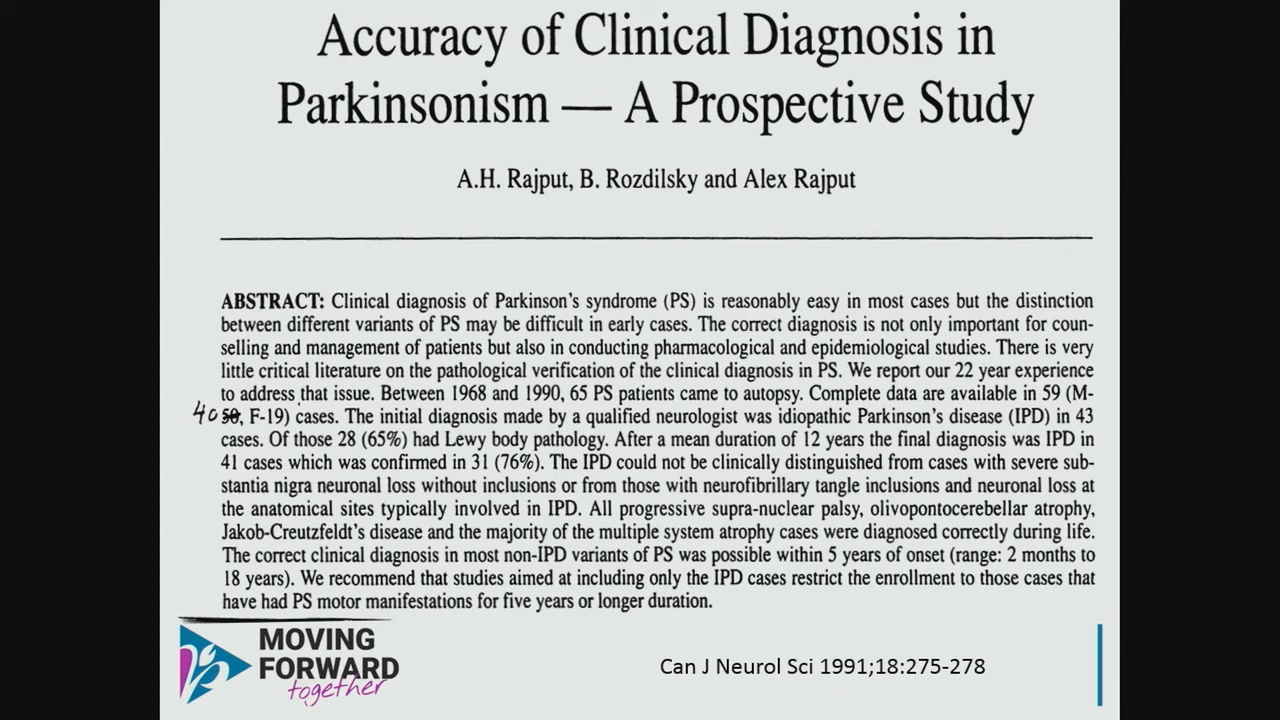 Accuracy of Clinical Diagnosis in
Parkinsonism — A Prospective Study
A.H. Rajput, B. Rozdilsky and Alex Rajput
ABSTRACT: Clinical diagnosis of Parkinson's syndrome (PS) is reasonably easy in most cases but the distinction
between different variants of PS may be difficult in early cases. The correct diagnosis is not only important for coun-
selling and management of patients but also in conducting pharmacological and epidemiological studies. There is very
little critical literature on the pathological verification of the clinical diagnosis in PS. We report our 22 year experience
to address that issue. Between 1968 and 1990, 65 PS patients came to autopsy. Complete data are available in 59 (M-
40 50, F-19) cases. The initial diagnosis made by a qualified neurologist was idiopathic Parkinson's disease (IPD) in 43
cases. Of those 28 (65%) had Lewy body pathology. After a mean duration of 12 years the final diagnosis was IPD in
41 cases which was confirmed in 31 (76%). The IPD could not be clinically distinguished from cases with severe sub-
stantia nigra neuronal loss without inclusions or from those with neurofibrillary tangle inclusions and neuronal loss at
the anatomical sites typically involved in IPD. All progressive supra-nuclear palsy, olivopontocerebellar atrophy,
Jakob-Creutzfeldt's disease and the majority of the multiple system atrophy cases were diagnosed correctly during life.
The correct clinical diagnosis in most non-IPD variants of PS was possible within 5 years of onset (range: 2 months to
18 years). We recommend that studies aimed at including only the IPD cases restrict the enrollment to those cases that
have had PS motor manifestations for five years or longer duration.
MOVING
FORWARD
together
Can J Neurol Sci 1991;18:275-278